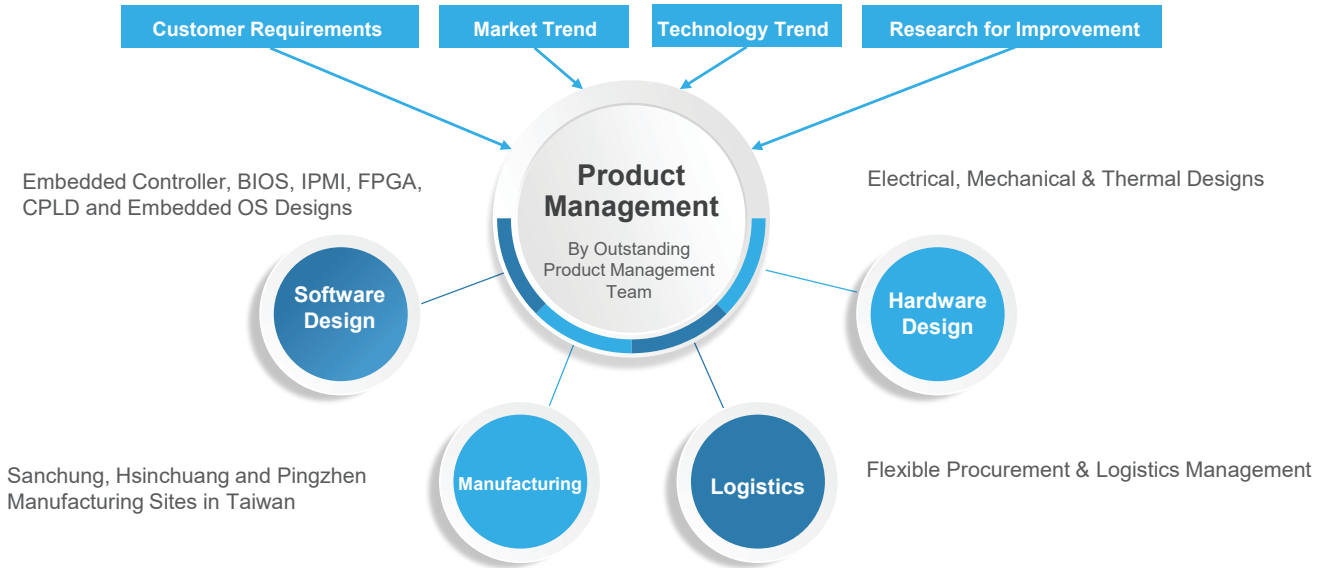 Customer Requirements
Market Trend
Technology Trend
Research for Improvement
Product
Management
By Outstanding
Product Management
Team
Embedded Controller, BIOS, IPMI, FPGA,
CPLD and Embedded OS Designs
Electrical, Mechanical & Thermal Designs
Software
Design
Hardware
Design
Sanchung, Hsinchuang and Pingzhen
Manufacturing Sites in Taiwan
Manufacturing
Logistics
Flexible Procurement & Logistics Management